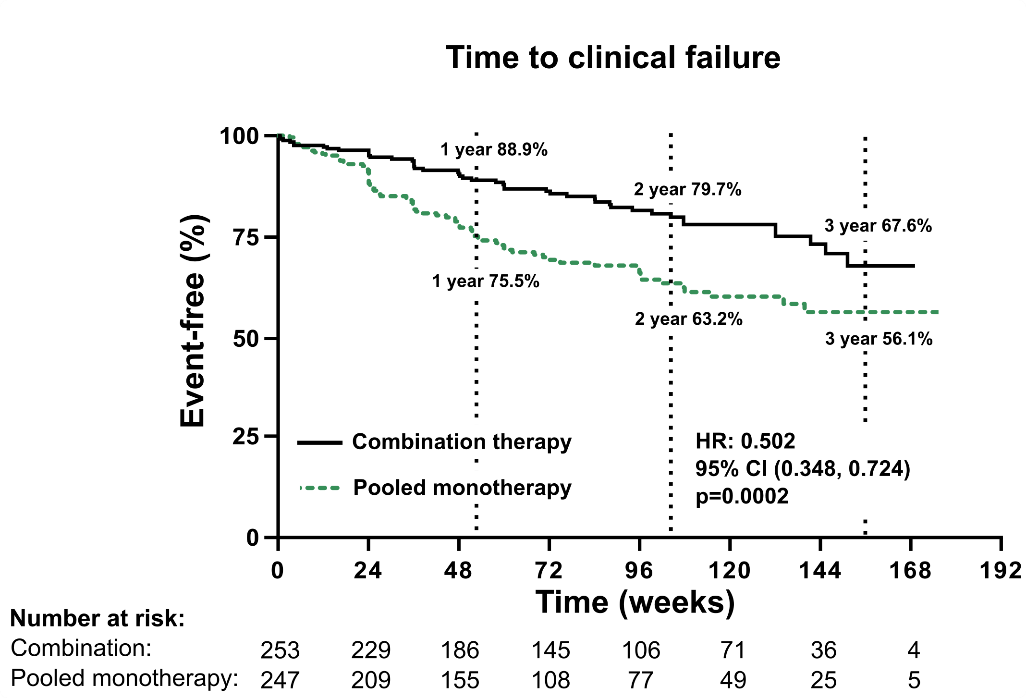 Time to clinical failure
100
75
50
25
0
Event-free (%)
1 year 88.9%
2 year 79.7%
3 year 67.6%
1 year 75.5%
2 year 63.2%
3 year 56.1%
Combination therapy
Pooled monotherapy
HR: 0.502
95% CI (0.348, 0.724)
p=0.0002
0 24 48 72 96 120 144 168 192
Time (weeks)
Number at risk:
Combination: 253 229 186 145 106 71 36 4
Pooled monotherapy: 247 209 155 108 77 49 25 5